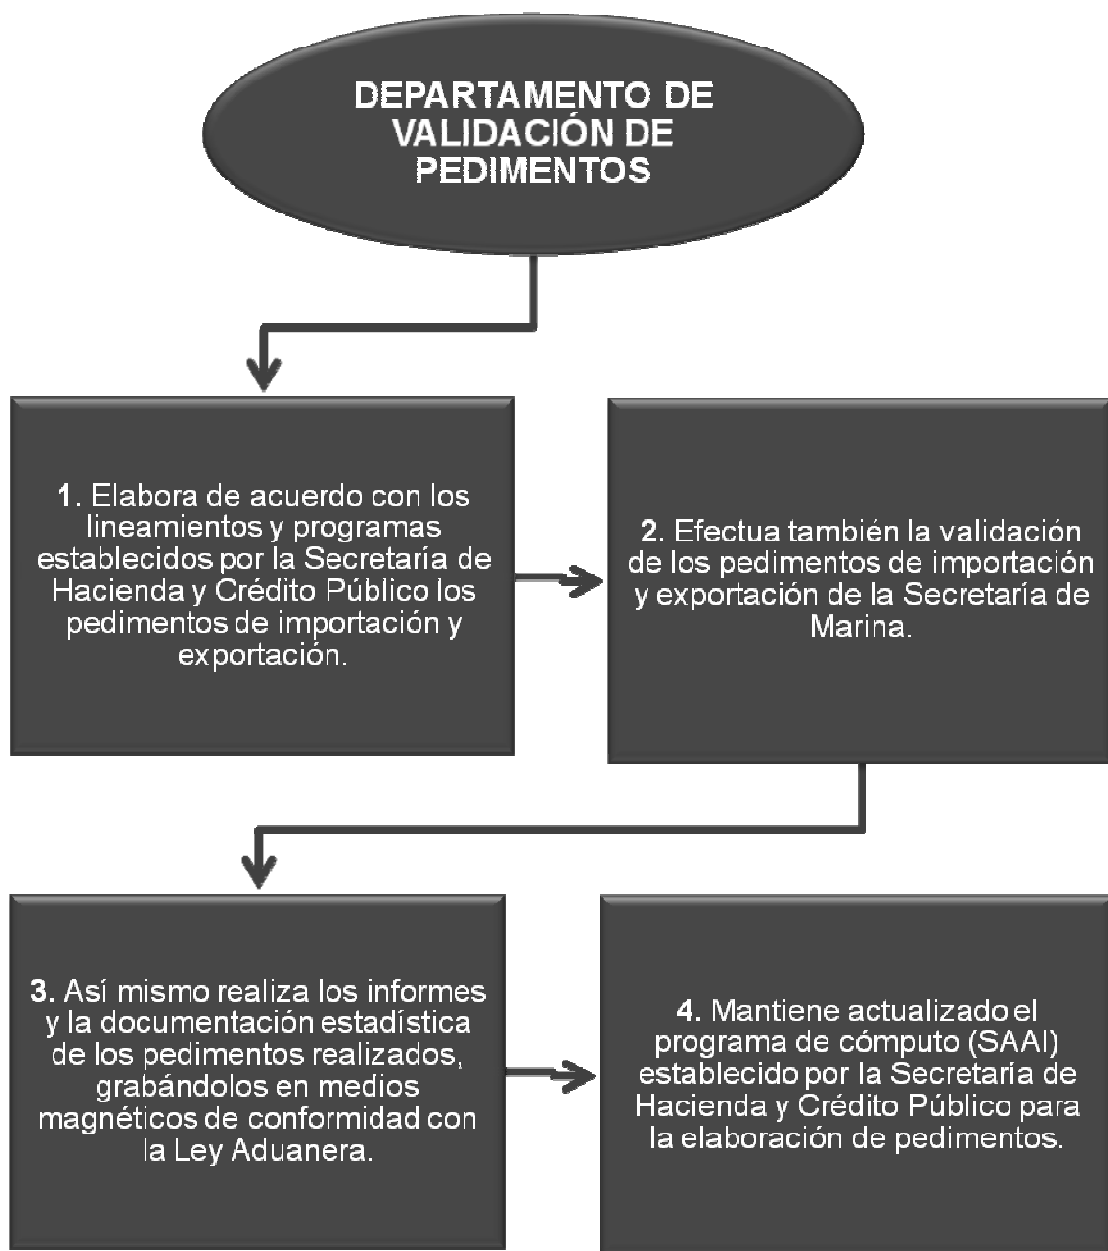 DEPARTAMENTO DE
VALIDACIÓN DE
PEDIMENTOS
1. Elabora de acuerdo con los
lineamientos y programas
establecidos por la Secretaría de
Hacienda y Crédito Público los
pedimentos de importación y
exportación.
2. Efectua también la validación
de los pedimentos de importación
y exportación de la Secretaría de
Marina.
3. Así mismo realiza los informes
y la documentación estadística
de los pedimentos realizados,
grabándolos en medios
magnéticos de conformidad con
la Ley Aduanera.
4. Mantiene actualizado el
programa de cómputo (SAAI)
establecido por la Secretaría de
Hacienda y Crédito Público para
la elaboración de pedimentos.